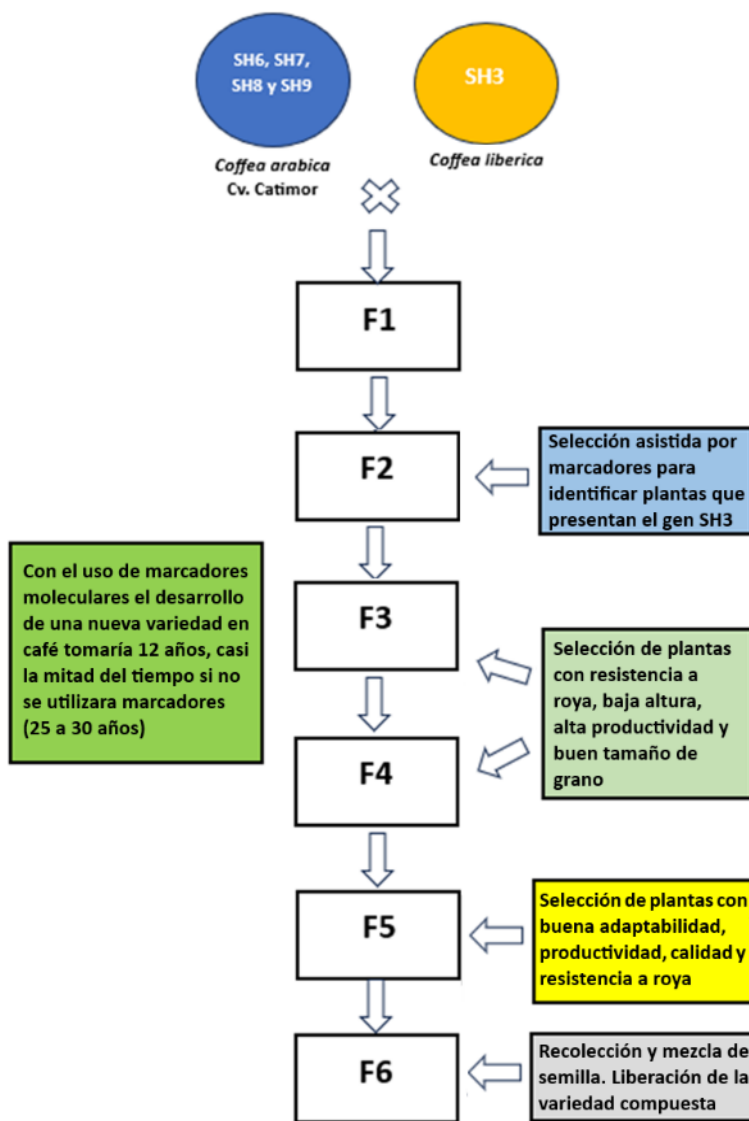 SH6, SH7,
SH8 y SH9
SH3
Coffea arabica
Cv. Catimor
Coffea liberica
F1
F2
Selección asistida por
marcadores para
identificar plantas que
presentan el gen SH3
Con el uso de marcadores
moleculares el desarrollo
de una nueva variedad en
café tomaría 12 años, casi
la mitad del tiempo si no
se utilizara marcadores
(25 a 30 años)
F3
Selección de plantas
con resistencia a
roya, baja altura,
alta productividad y
buen tamaño de
grano
F4
F5
Selección de plantas con
buena adaptabilidad,
productividad, calidad y
resistencia a roya
F6
Recolección y mezcla de
semilla. Liberación de la
variedad compuesta